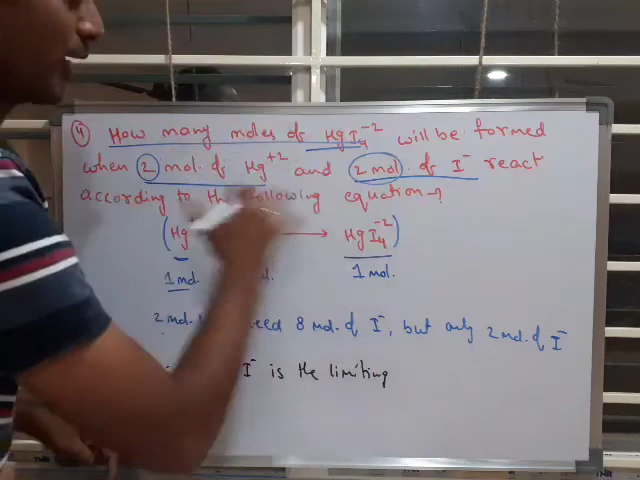 ④ How many moles of HgI₄⁻² will be formed
when 2 mol. of Hg⁺² and 2 mol. of I⁻ react
according to the following equation→
(Hg → HgI₄⁻²)
1 mol. 1 mol.
2 mol. need 8 mol. of I⁻, but only 2 mol. of I⁻
I⁻ is the limiting